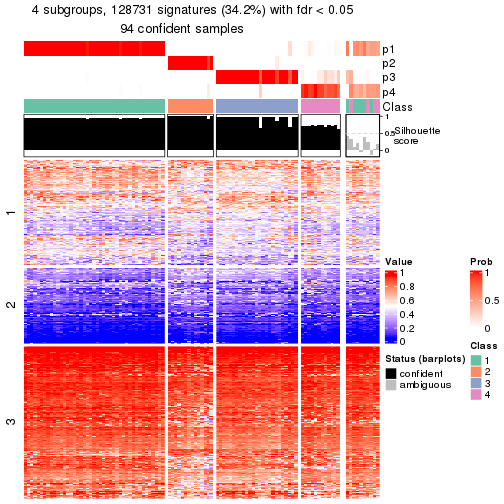 4 subgroups, 128731 signatures (34.2%) with fdr < 0.05
94 confident samples
p1
p2
p3
p4
Class
1
0.5
0
Silhouette
score
1
2
3
Value
1
0.8
0.6
0.4
0.2
0
Prob
1
0.5
0
Status (barplots)
confident
ambiguous
Class
1
2
3
4